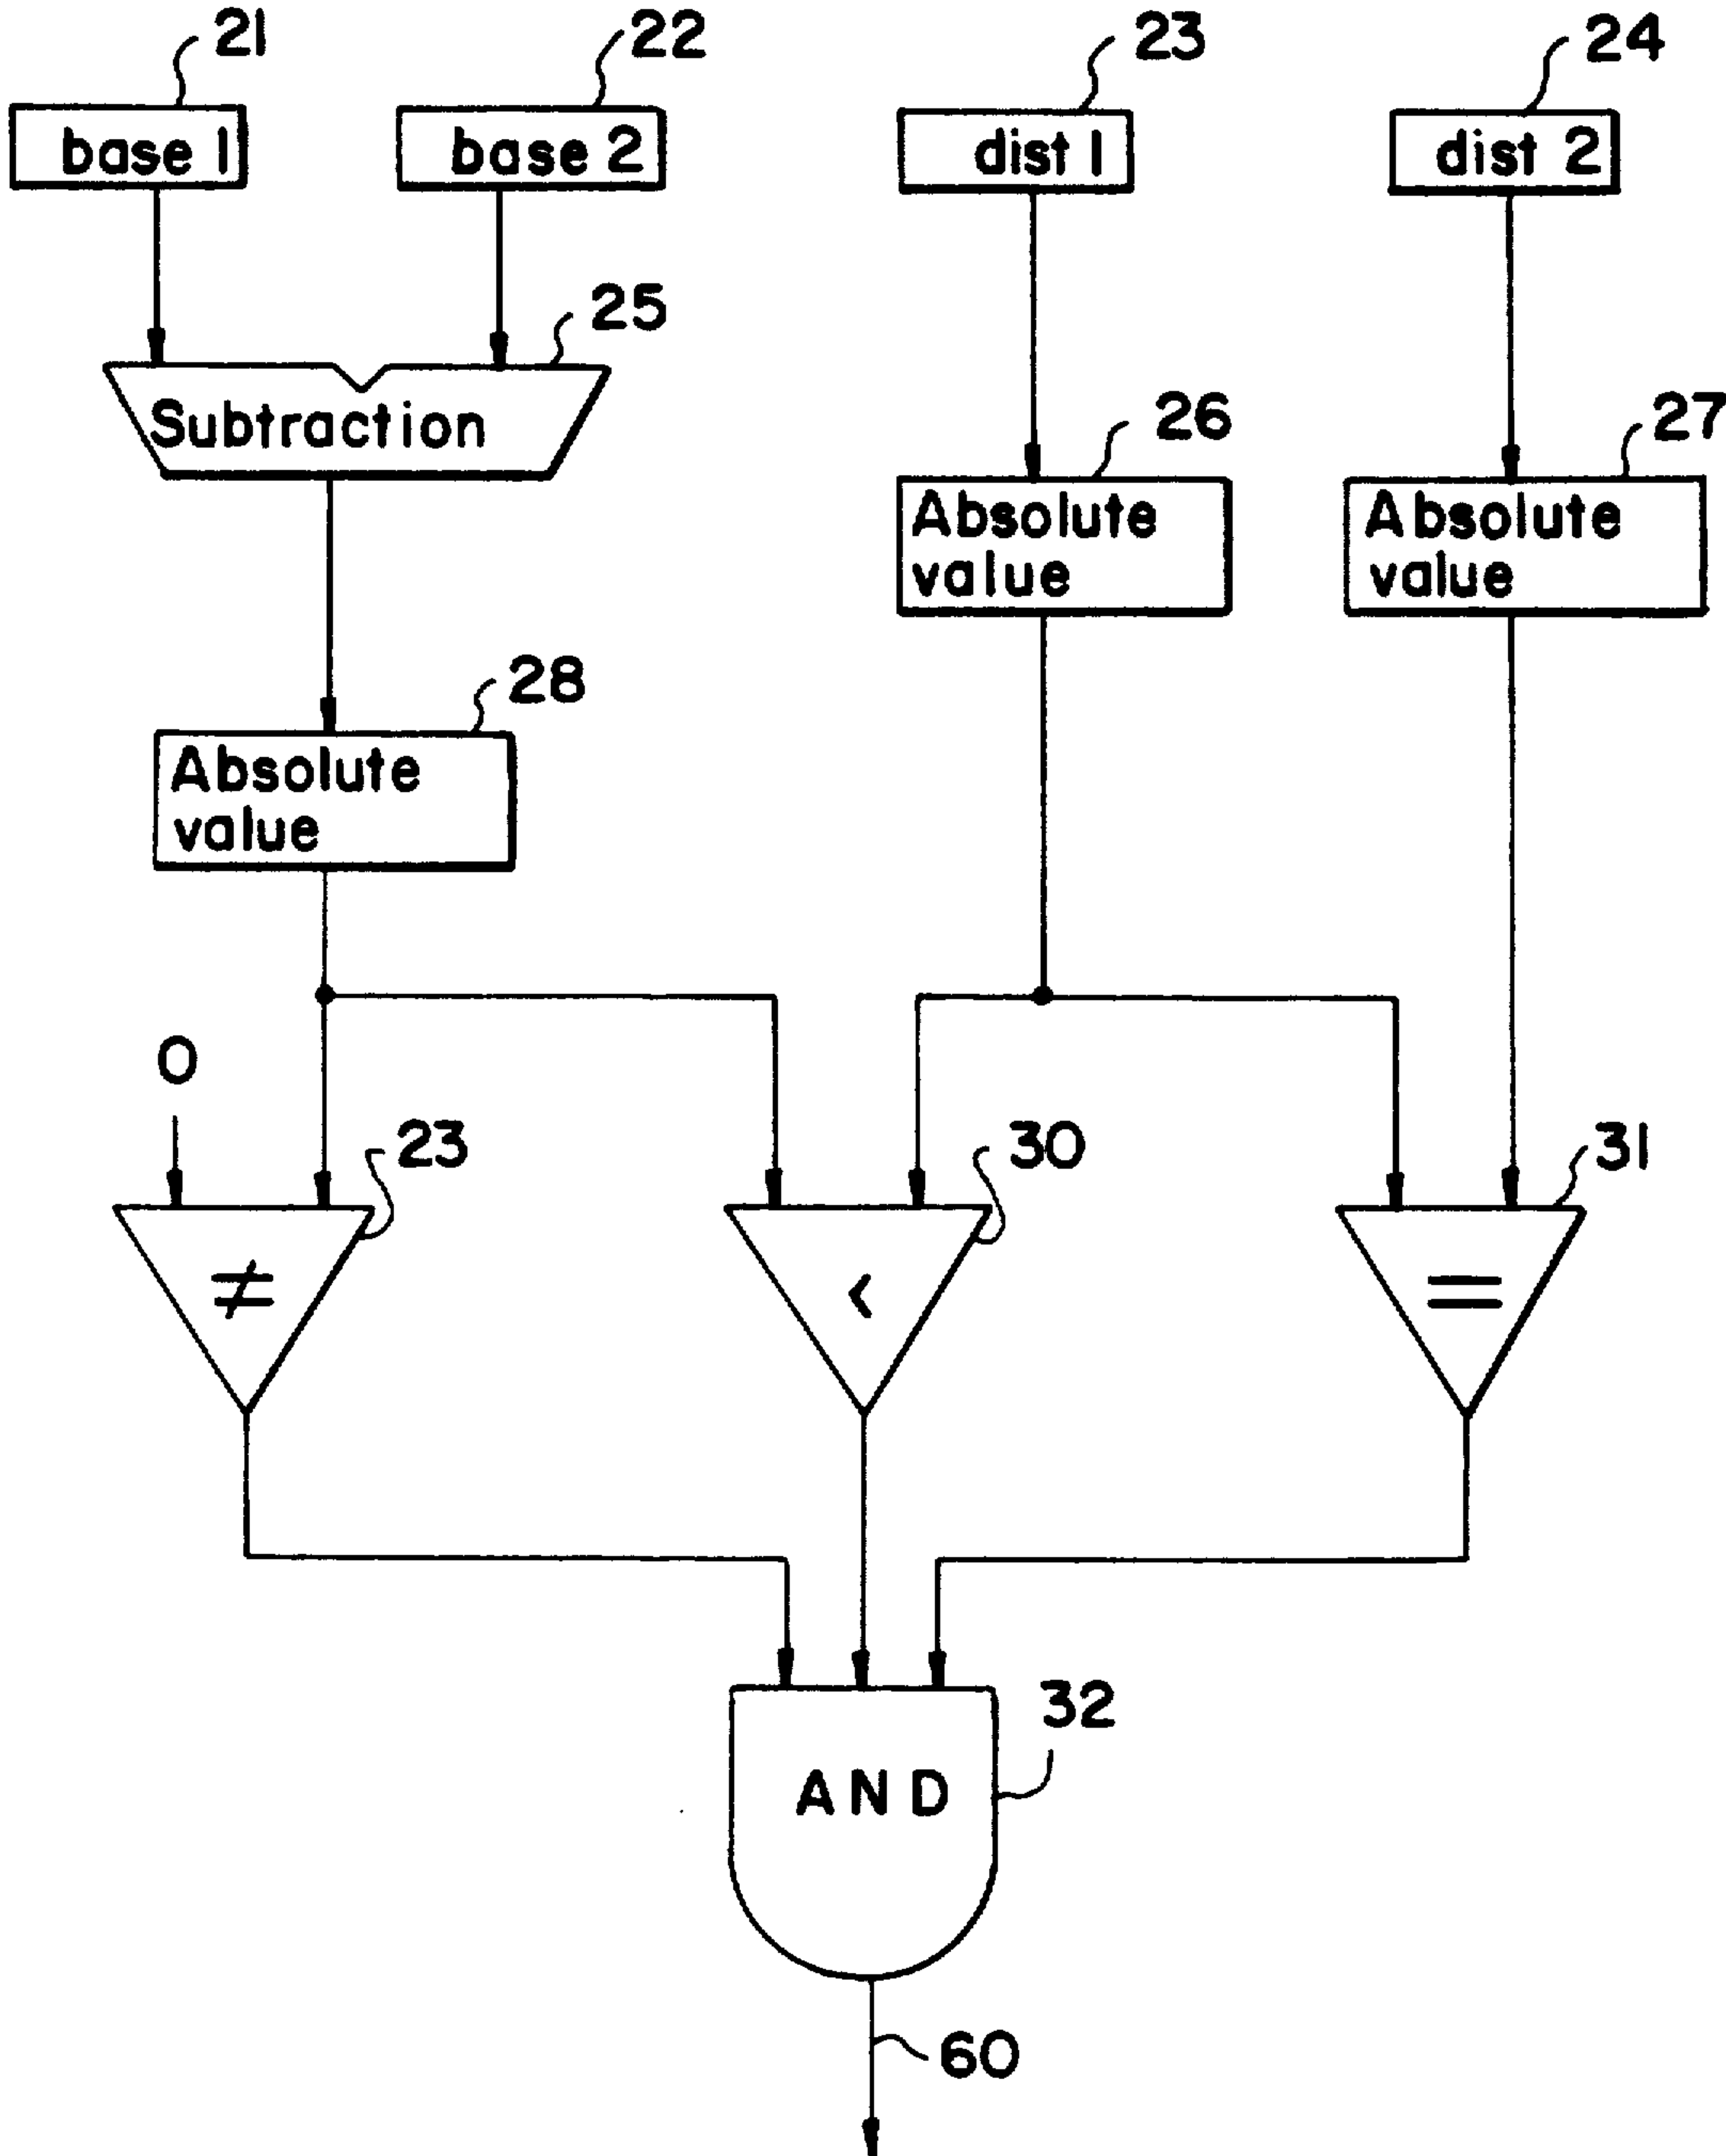 21
22
23
24
base 1
base 2
dist 1
dist 2
25
Subtraction
26
27
Absolute
value
Absolute
value
28
Absolute
value
0
23
30
31
≠
<
=
32
AND
60